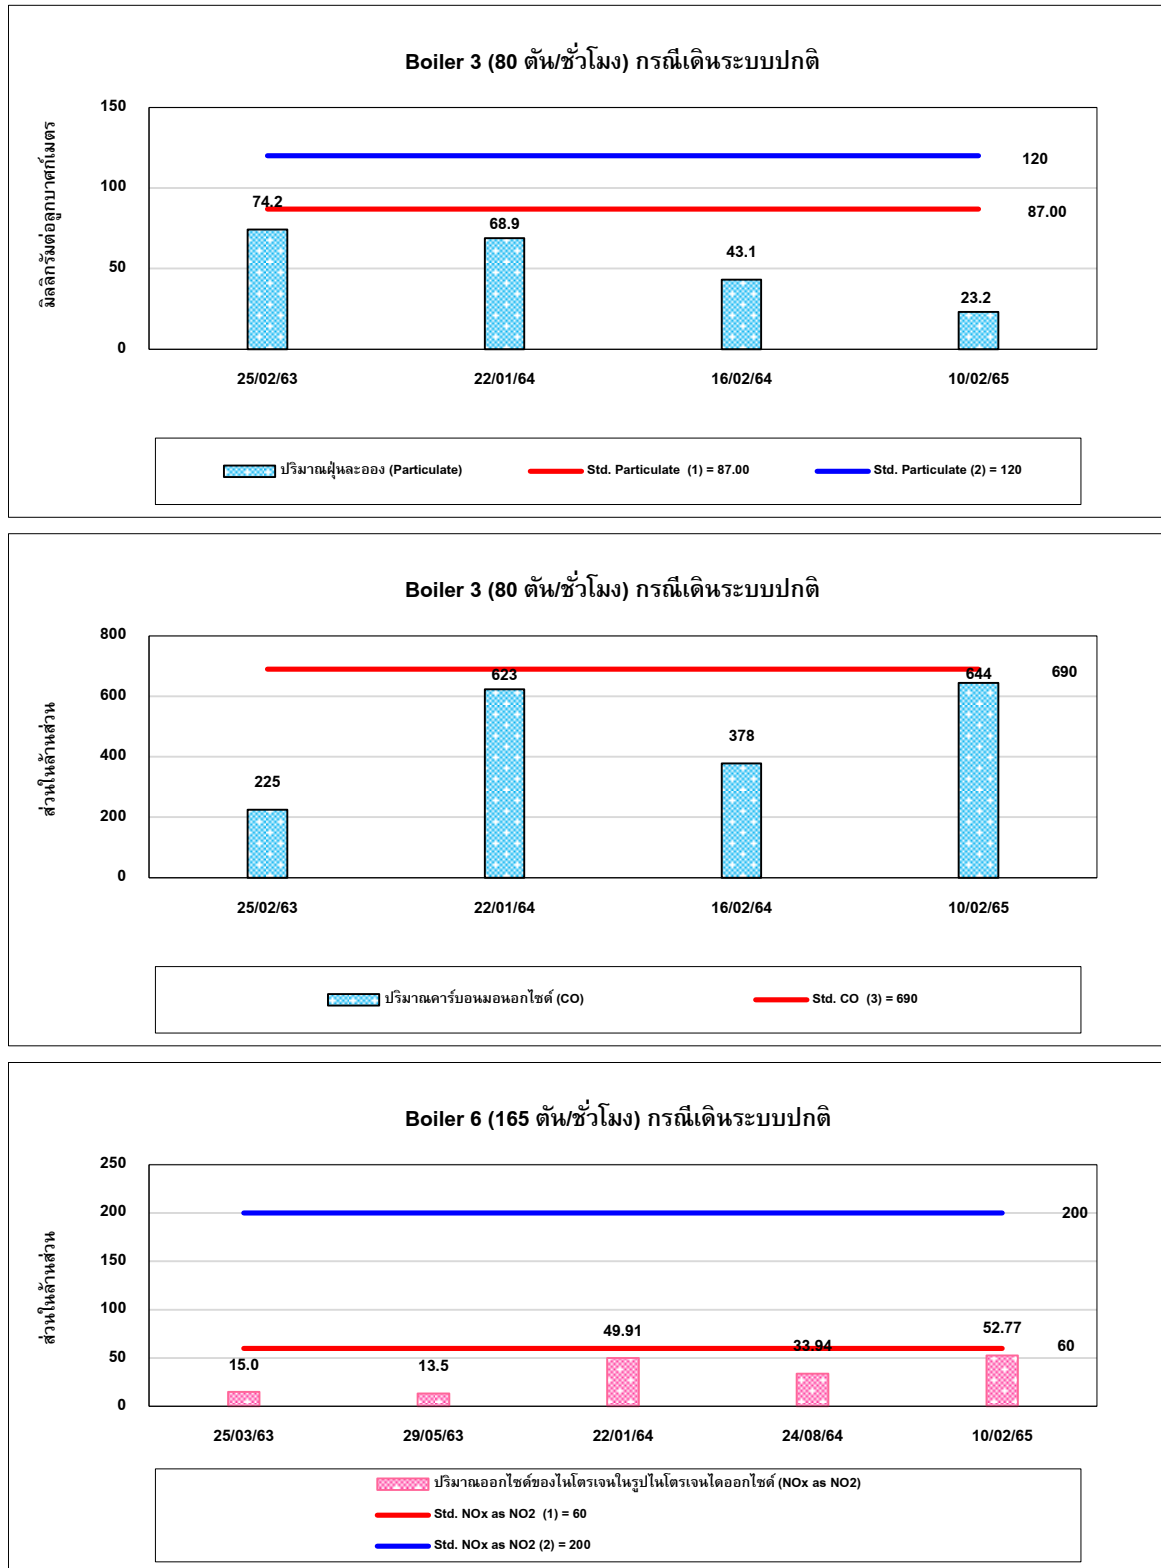 Boiler 3 (80 ตัน/ชั่วโมง) กรณีเดินระบบปกติ
มิลลิกรัมต่อลูกบาศก์เมตร
150
100
50
0
120
87.00
74.2
68.9
43.1
23.2
25/02/63 22/01/64 16/02/64 10/02/65
ปริมาณฝุ่นละออง (Particulate) Std. Particulate (1) = 87.00 Std. Particulate (2) = 120
Boiler 3 (80 ตัน/ชั่วโมง) กรณีเดินระบบปกติ
ส่วนในล้านส่วน
800
600
400
200
0
690
225
623
378
644
25/02/63 22/01/64 16/02/64 10/02/65
ปริมาณคาร์บอนมอนอกไซด์ (CO) Std. CO (3) = 690
Boiler 6 (165 ตัน/ชั่วโมง) กรณีเดินระบบปกติ
ส่วนในล้านส่วน
250
200
150
100
50
0
200
60
15.0
13.5
49.91
33.94
52.77
25/03/63 29/05/63 22/01/64 24/08/64 10/02/65
ปริมาณออกไซด์ของไนโตรเจนในรูปไนโตรเจนไดออกไซด์ (NOx as NO2)
Std. NOx as NO2 (1) = 60
Std. NOx as NO2 (2) = 200